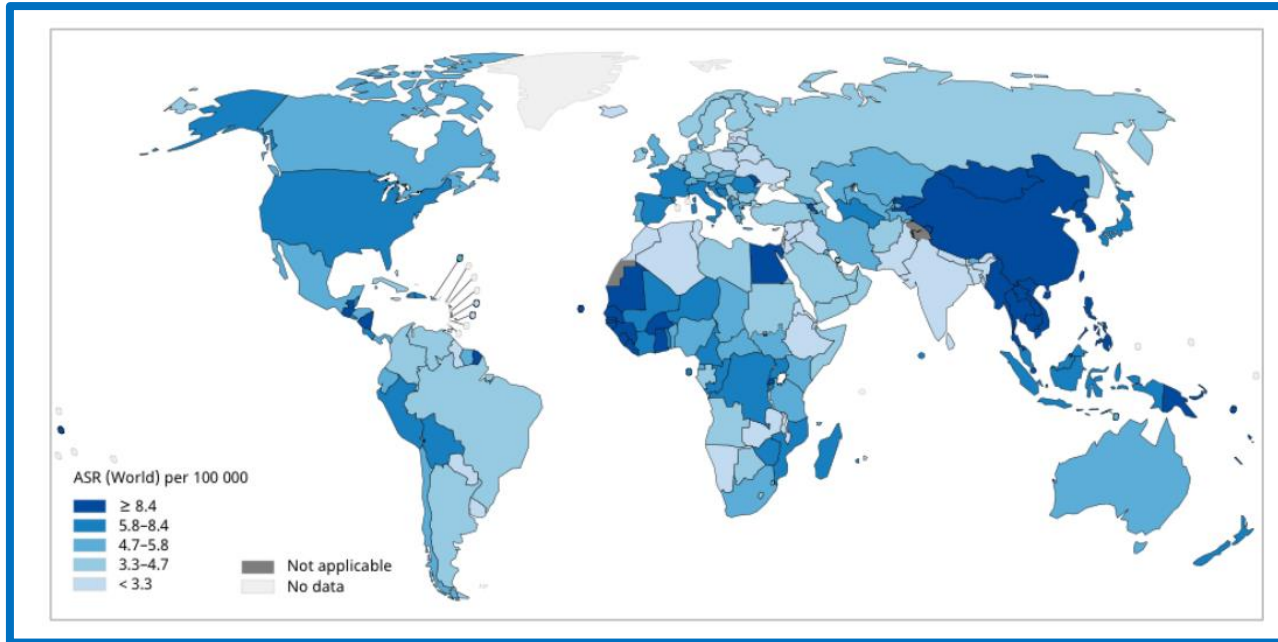 ASR (World) per 100 000
≥ 8.4
5.8–8.4
4.7–5.8
3.3–4.7
< 3.3
Not applicable
No data